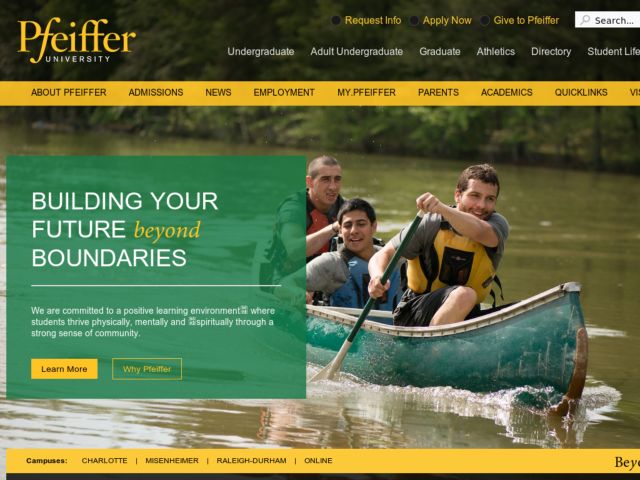 Pfeiffer
UNIVERSITY
Request Info
Apply Now
Give to Pfeiffer
Search...
Undergraduate
Adult Undergraduate
Graduate
Athletics
Directory
Student Life
ABOUT PFEIFFER
ADMISSIONS
NEWS
EMPLOYMENT
MY.PFEIFFER
PARENTS
ACADEMICS
QUICKLINKS
BUILDING YOUR
FUTURE beyond
BOUNDARIES
We are committed to a positive learning environment where
students thrive physically, mentally and spiritually through a
strong sense of community.
Learn More
Why Pfeiffer
Campuses: CHARLOTTE | MISENHEIMER | RALEIGH-DURHAM | ONLINE